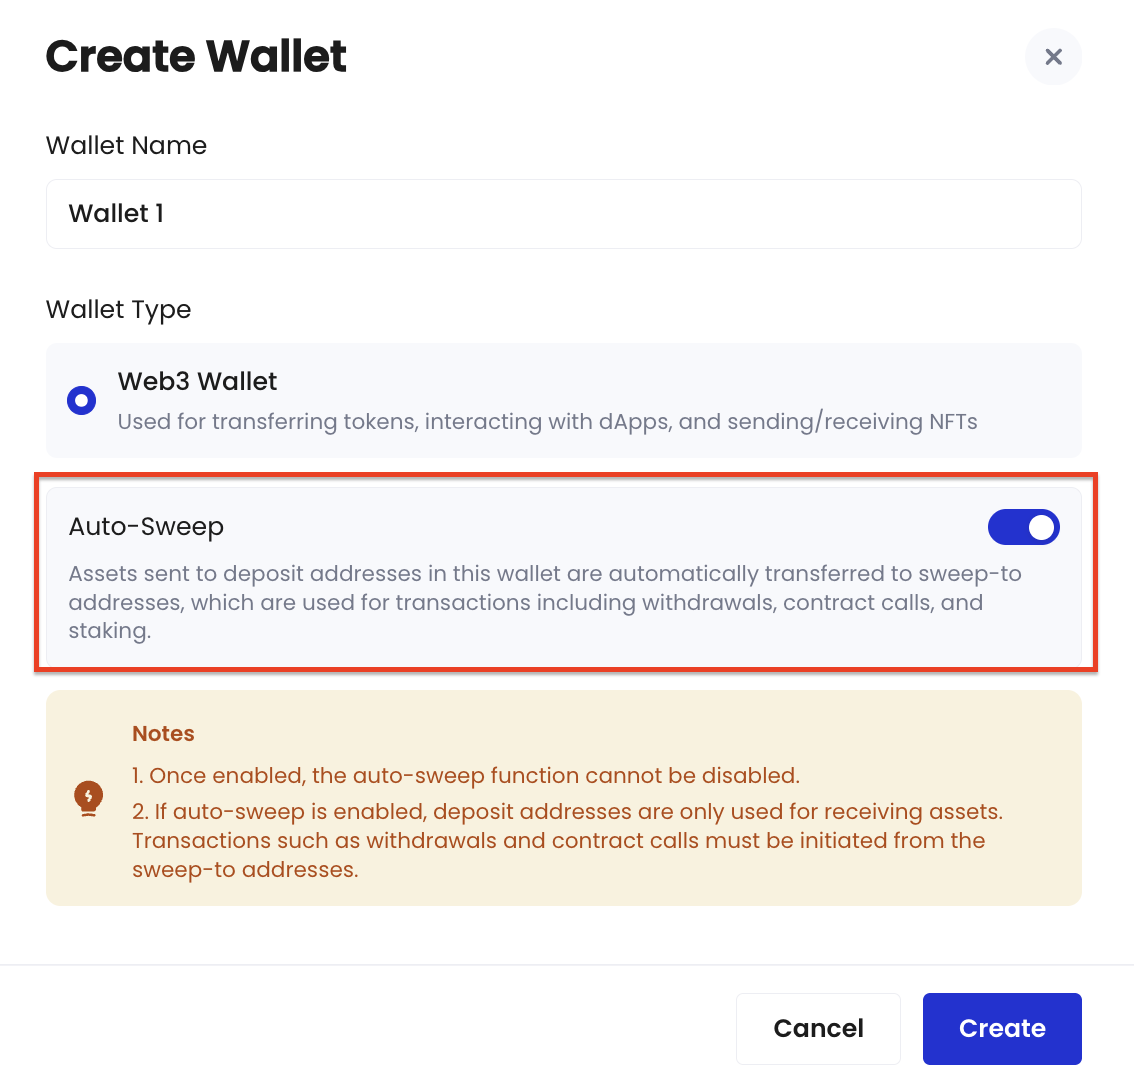 Create Wallet
Wallet Name
Wallet 1
Wallet Type
Web3 Wallet
Used for transferring tokens, interacting with dApps, and sending/receiving NFTs
Auto-Sweep
Assets sent to deposit addresses in this wallet are automatically transferred to sweep-to
addresses, which are used for transactions including withdrawals, contract calls, and
staking.
Notes
1. Once enabled, the auto-sweep function cannot be disabled.
2. If auto-sweep is enabled, deposit addresses are only used for receiving assets.
Transactions such as withdrawals and contract calls must be initiated from the
sweep-to addresses.
Cancel
Create